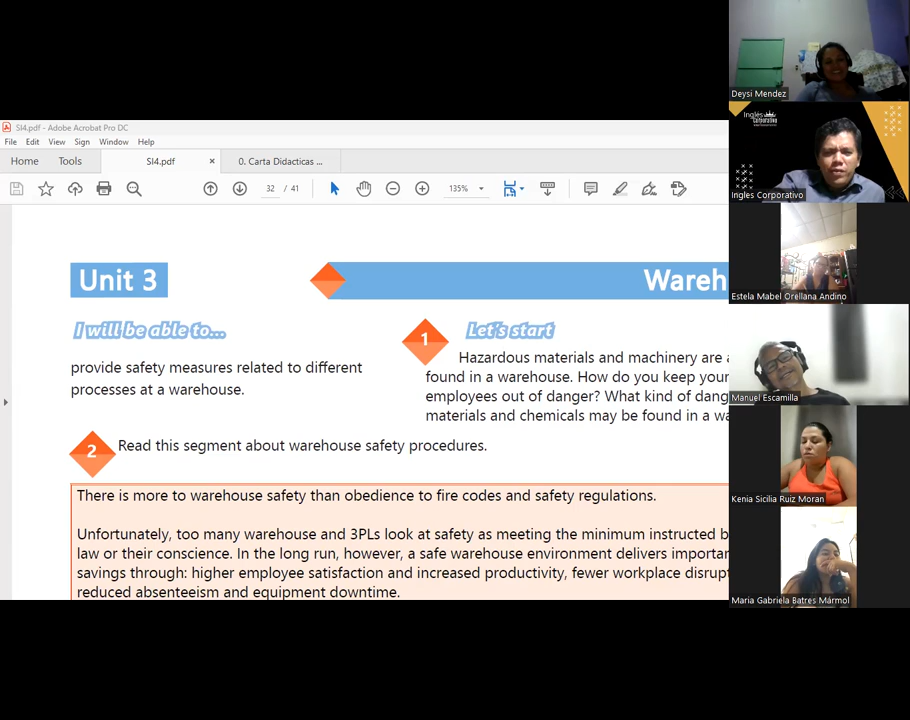 SI4.pdf - Adobe Acrobat Pro DC
File Edit View Sign Window Help
Home Tools SI4.pdf × 0. Carta Didacticas ...
32 / 41 135%
Unit 3
Wareh
I will be able to...
provide safety measures related to different
processes at a warehouse.
1 Let's start
Hazardous materials and machinery are a
found in a warehouse. How do you keep your
employees out of danger? What kind of dang
materials and chemicals may be found in a wa
2 Read this segment about warehouse safety procedures.
There is more to warehouse safety than obedience to fire codes and safety regulations.
Unfortunately, too many warehouse and 3PLs look at safety as meeting the minimum instructed b
law or their conscience. In the long run, however, a safe warehouse environment delivers importan
savings through: higher employee satisfaction and increased productivity, fewer workplace disrupt
reduced absenteeism and equipment downtime.
Deysi Mendez
Inglés
Corporativo
Ingles Corporativo
Estela Mabel Orellana Andino
Manuel Escamilla
Kenia Sicilia Ruiz Moran
Maria Gabriela Batres Mármol